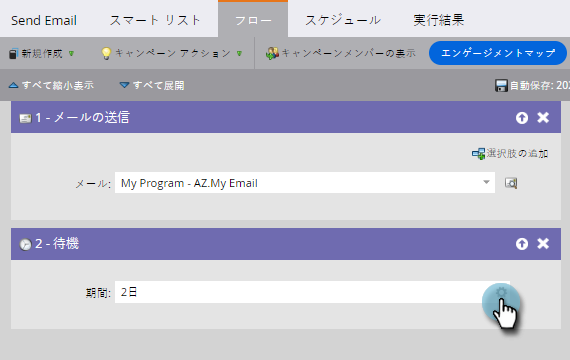 Send Email スマート リスト フロー スケジュール 実行結果
新規作成 キャンペーン アクション キャンペーンメンバーの表示 エンゲージメントマップ
すべて縮小表示 すべて展開 自動保存: 202
1 - メールの送信
選択肢の追加
メール: My Program - AZ.My Email
2 - 待機
期間: 2日